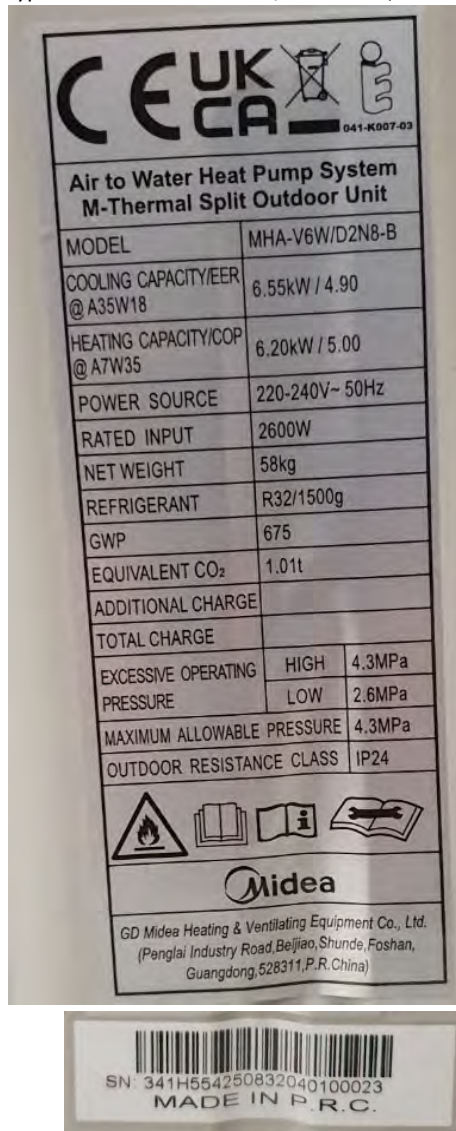 CE UK CA
041-K007-03
Air to Water Heat Pump System
M-Thermal Split Outdoor Unit
MODEL MHA-V6W/D2N8-B
COOLING CAPACITY/EER @ A35W18 6.55kW / 4.90
HEATING CAPACITY/COP @ A7W35 6.20kW / 5.00
POWER SOURCE 220-240V~ 50Hz
RATED INPUT 2600W
NET WEIGHT 58kg
REFRIGERANT R32/1500g
GWP 675
EQUIVALENT CO₂ 1.01t
ADDITIONAL CHARGE
TOTAL CHARGE
EXCESSIVE OPERATING PRESSURE HIGH 4.3MPa
LOW 2.6MPa
MAXIMUM ALLOWABLE PRESSURE 4.3MPa
OUTDOOR RESISTANCE CLASS IP24
Midea
GD Midea Heating & Ventilating Equipment Co., Ltd.
(Penglai Industry Road,Beijiao,Shunde,Foshan,
Guangdong,528311,P.R.China)
SN: 341H554250832040100023
MADE IN P.R.C.